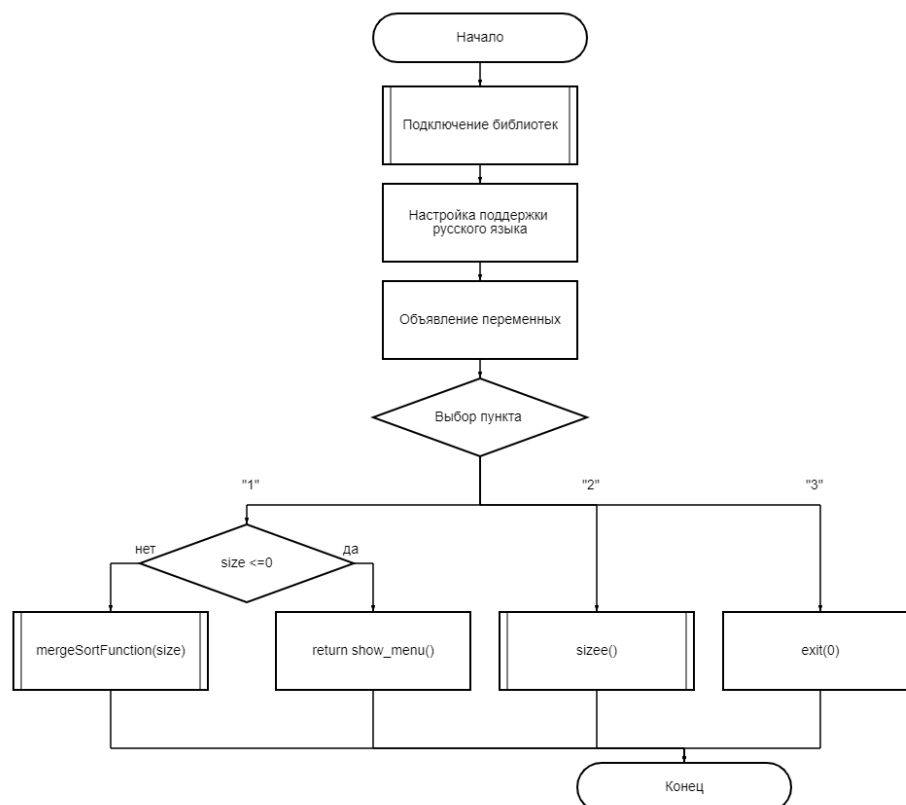 Начало
Подключение библиотек
Настройка поддержки
русского языка
Объявление переменных
Выбор пункта
"1"
"2"
"3"
нет
size <=0
да
mergeSortFunction(size)
return show_menu()
sizee()
exit(0)
Конец